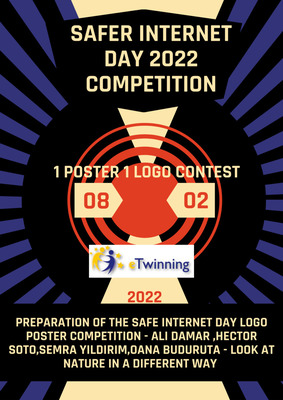 SAFER INTERNET
DAY 2022
COMPETITION
1 POSTER 1 LOGO CONTEST
08 02
eTwinning
2022
PREPARATION OF THE SAFE INTERNET DAY LOGO
POSTER COMPETITION - ALI DAMAR ,HECTOR
SOTO,SEMRA YILDIRIM,OANA BUDURUTA - LOOK AT
NATURE IN A DIFFERENT WAY